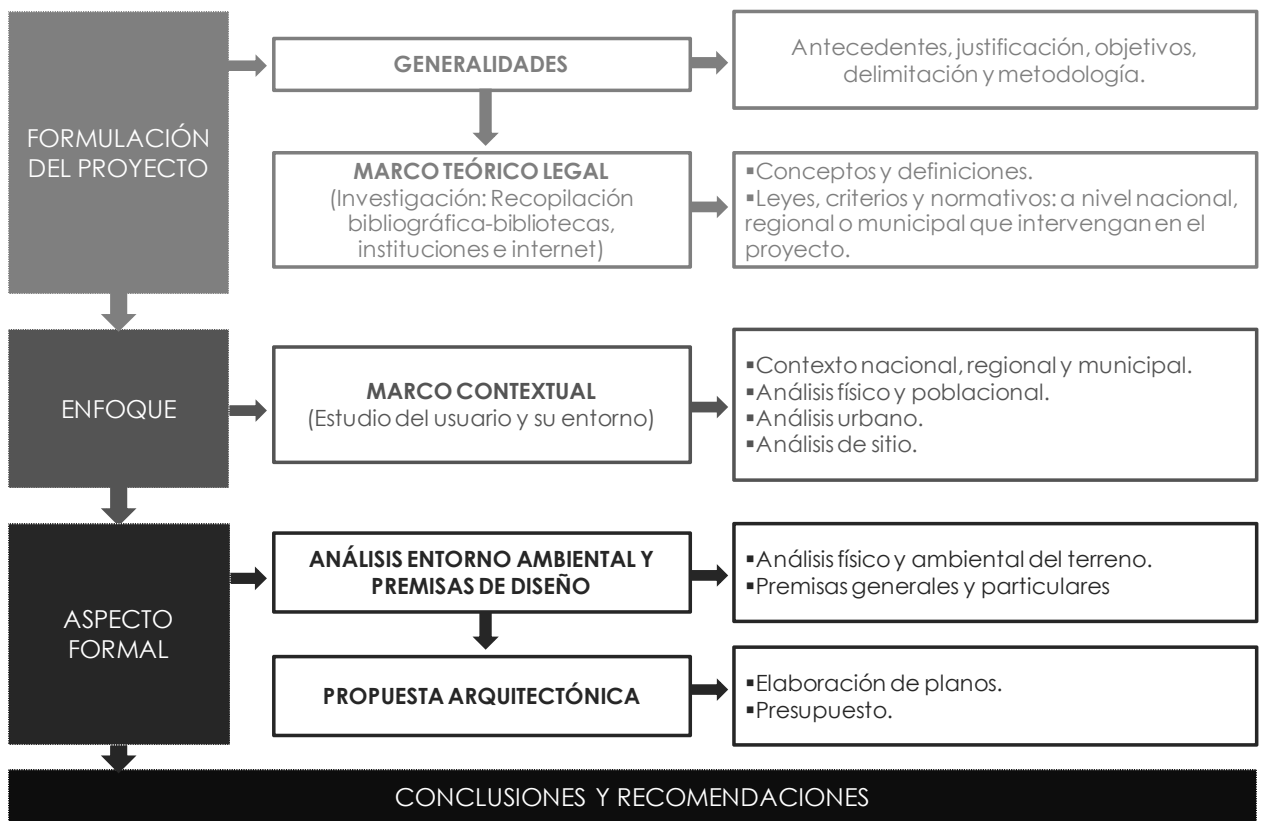 FORMULACIÓN
DEL PROYECTO
GENERALIDADES
Antecedentes, justificación, objetivos,
delimitación y metodología.
MARCO TEÓRICO LEGAL
(Investigación: Recopilación
bibliográfica-bibliotecas,
instituciones e internet)
▪Conceptos y definiciones.
▪Leyes, criterios y normativos: a nivel nacional,
regional o municipal que intervengan en el
proyecto.
ENFOQUE
MARCO CONTEXTUAL
(Estudio del usuario y su entorno)
▪Contexto nacional, regional y municipal.
▪Análisis físico y poblacional.
▪Análisis urbano.
▪Análisis de sitio.
ASPECTO
FORMAL
ANÁLISIS ENTORNO AMBIENTAL Y
PREMISAS DE DISEÑO
▪Análisis físico y ambiental del terreno.
▪Premisas generales y particulares
PROPUESTA ARQUITECTÓNICA
▪Elaboración de planos.
▪Presupuesto.
CONCLUSIONES Y RECOMENDACIONES